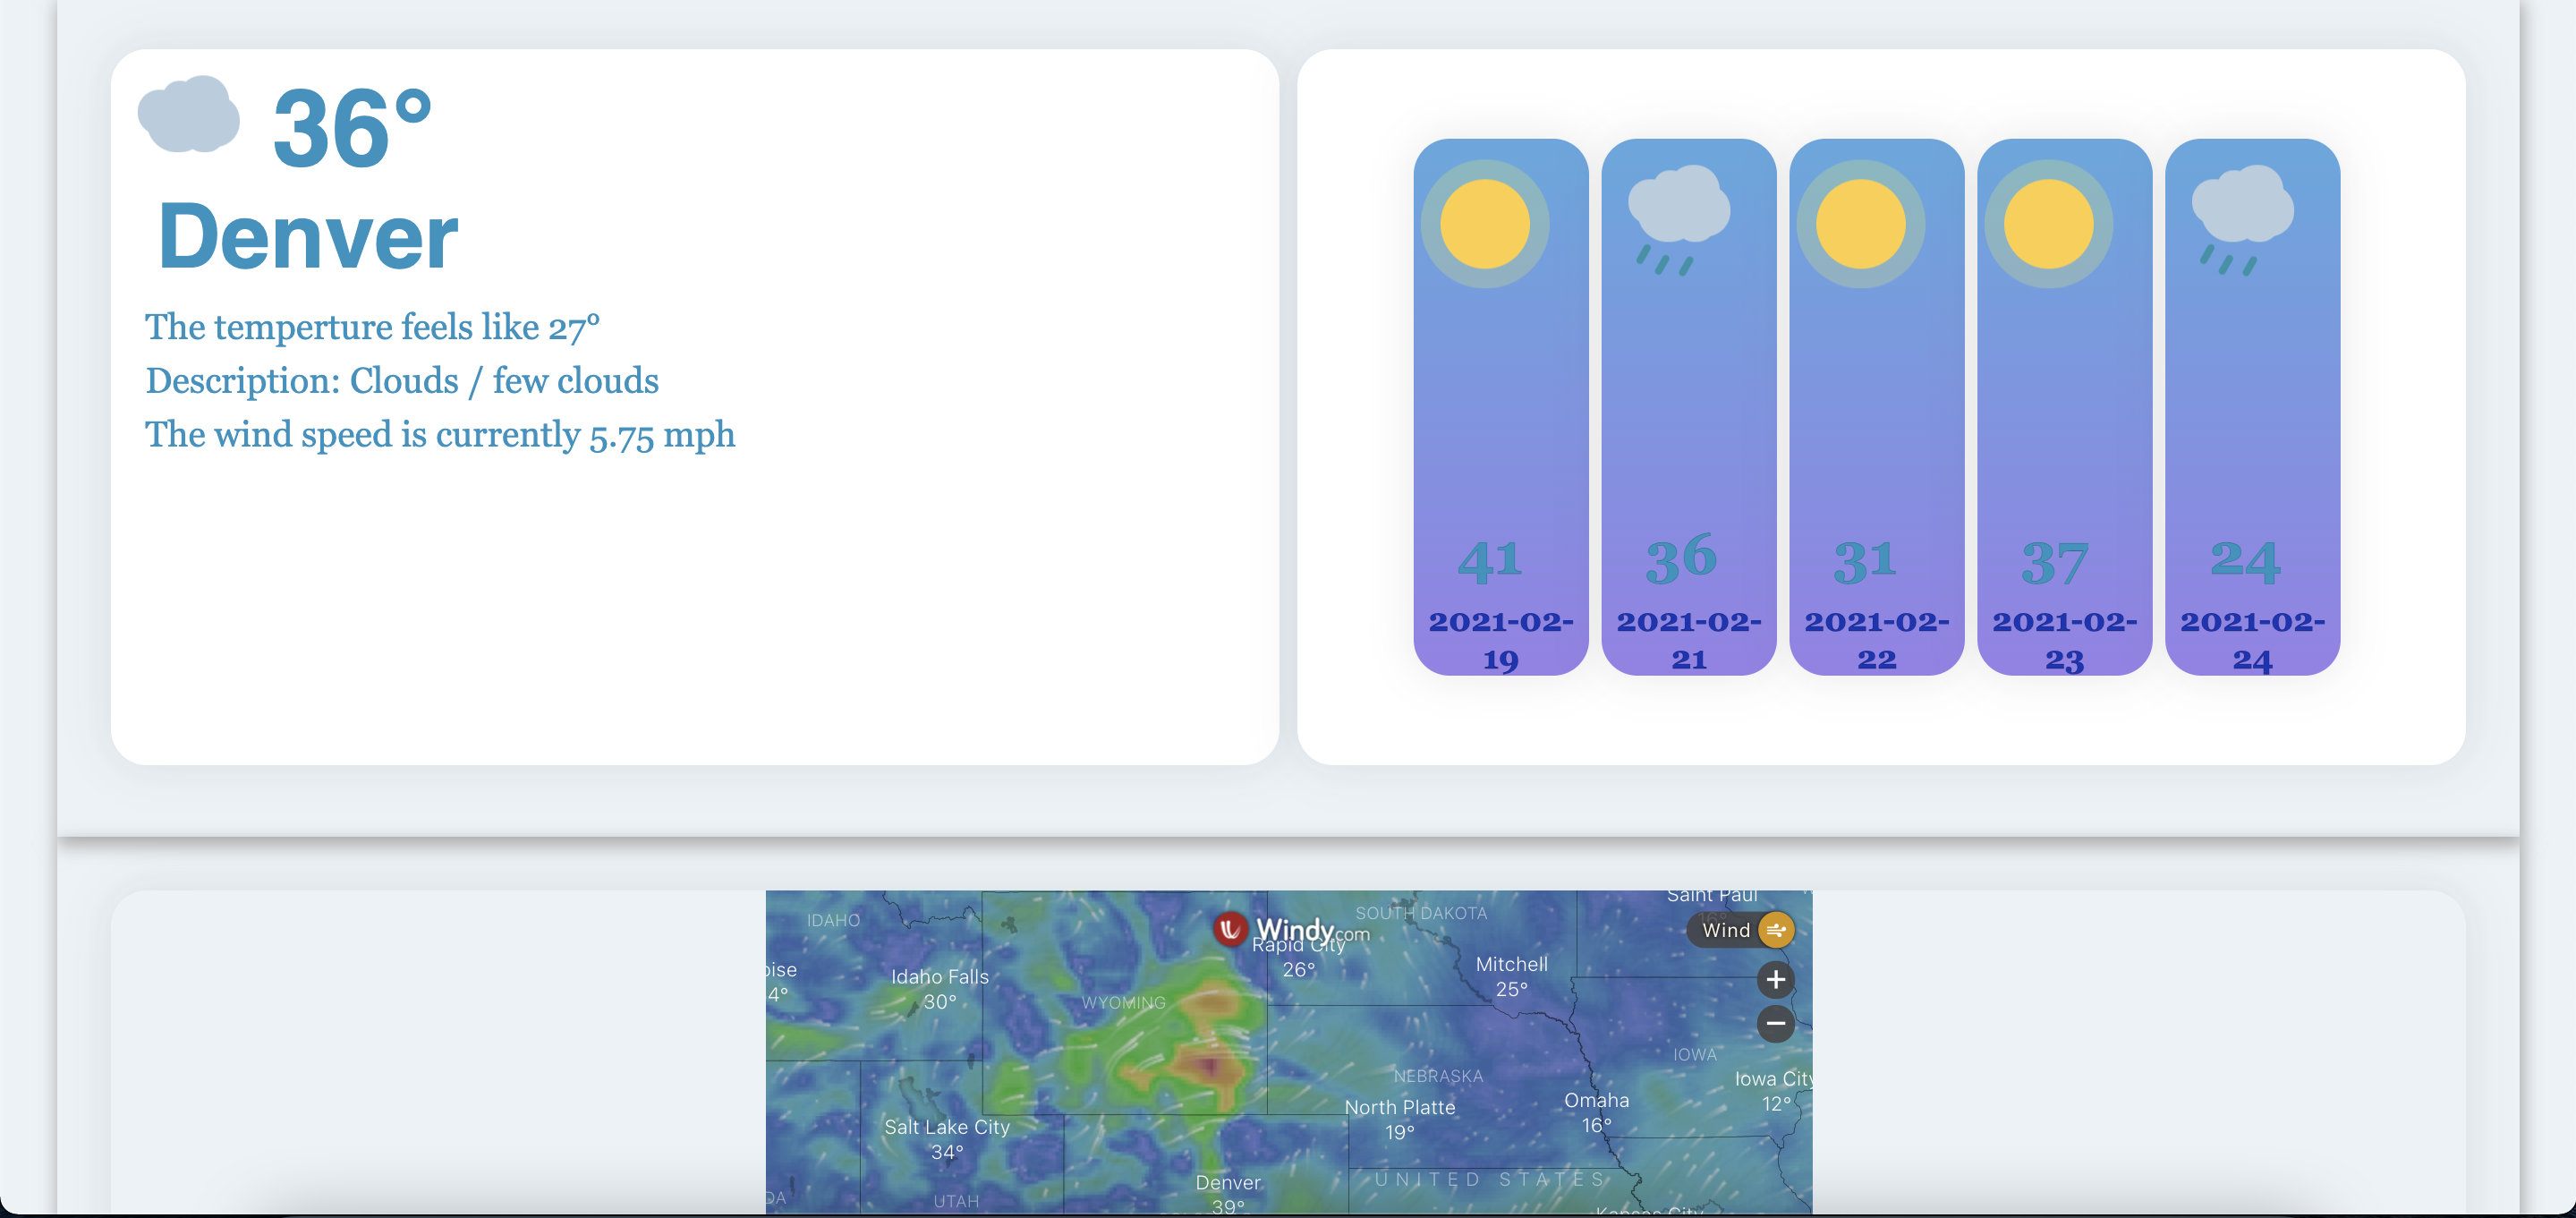 36°
Denver
The temperture feels like 27°
Description: Clouds / few clouds
The wind speed is currently 5.75 mph
41
2021-02-
19
36
2021-02-
21
31
2021-02-
22
37
2021-02-
23
24
2021-02-
24
Saint Paul
IDAHO
SOUTH DAKOTA
Windy.com
Wind
Rapid City
26°
Mitchell
25°
Idaho Falls
30°
4°
WYOMING
+
−
IOWA
NEBRASKA
Iowa City
12°
North Platte
19°
Omaha
16°
Salt Lake City
34°
UNITED STATES
Denver
39°
UTAH
Kansas City